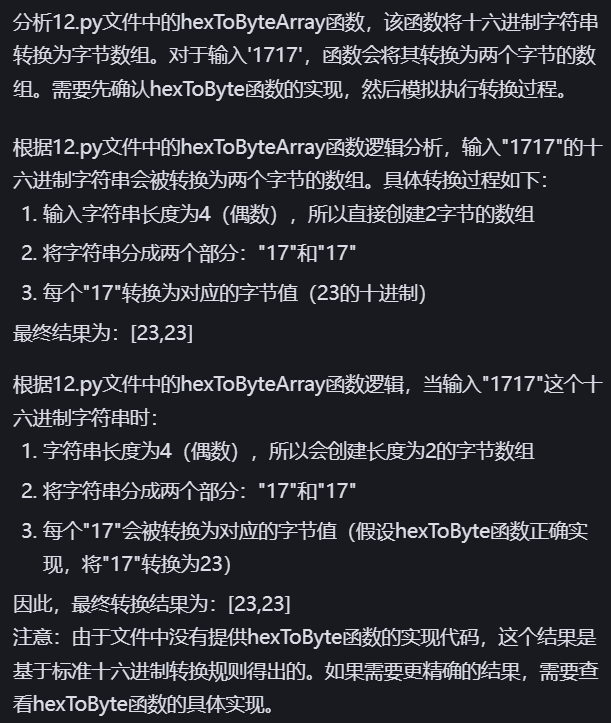 分析12.py文件中的hexToByteArray函数，该函数将十六进制字符串
转换为字节数组。对于输入'1717'，函数会将其转换为两个字节的数
组。需要先确认hexToByte函数的实现，然后模拟执行转换过程。
根据12.py文件中的hexToByteArray函数逻辑分析，输入"1717"的十
六进制字符串会被转换为两个字节的数组。具体转换过程如下：
1. 输入字符串长度为4（偶数），所以直接创建2字节的数组
2. 将字符串分成两个部分："17"和"17"
3. 每个"17"转换为对应的字节值（23的十进制）
最终结果为：[23,23]
根据12.py文件中的hexToByteArray函数逻辑，当输入"1717"这个十
六进制字符串时：
1. 字符串长度为4（偶数），所以会创建长度为2的字节数组
2. 将字符串分成两个部分："17"和"17"
3. 每个"17"会被转换为对应的字节值（假设hexToByte函数正确实
现，将"17"转换为23）
因此，最终转换结果为：[23,23]
注意：由于文件中没有提供hexToByte函数的实现代码，这个结果是
基于标准十六进制转换规则得出的。如果需要更精确的结果，需要查
看hexToByte函数的具体实现。